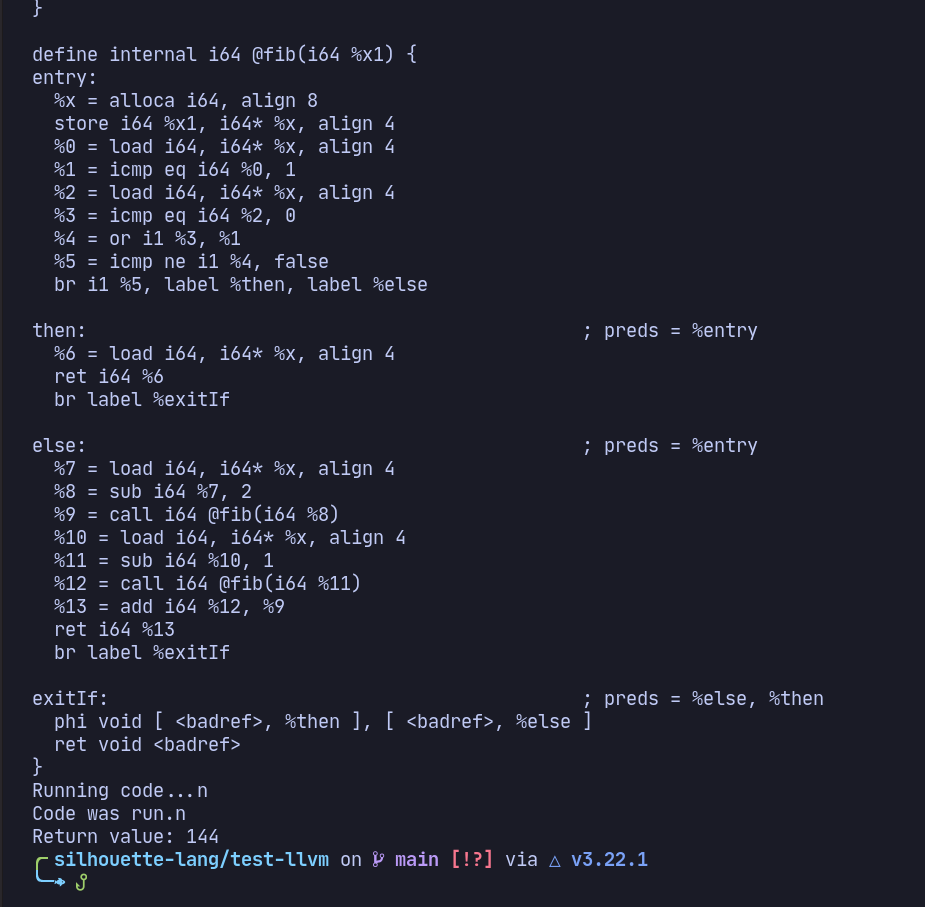 }

define internal i64 @fib(i64 %x1) {
entry:
  %x = alloca i64, align 8
  store i64 %x1, i64* %x, align 4
  %0 = load i64, i64* %x, align 4
  %1 = icmp eq i64 %0, 1
  %2 = load i64, i64* %x, align 4
  %3 = icmp eq i64 %2, 0
  %4 = or i1 %3, %1
  %5 = icmp ne i1 %4, false
  br i1 %5, label %then, label %else

then:                                             ; preds = %entry
  %6 = load i64, i64* %x, align 4
  ret i64 %6
  br label %exitIf

else:                                             ; preds = %entry
  %7 = load i64, i64* %x, align 4
  %8 = sub i64 %7, 2
  %9 = call i64 @fib(i64 %8)
  %10 = load i64, i64* %x, align 4
  %11 = sub i64 %10, 1
  %12 = call i64 @fib(i64 %11)
  %13 = add i64 %12, %9
  ret i64 %13
  br label %exitIf

exitIf:                                           ; preds = %else, %then
  phi void [ <badref>, %then ], [ <badref>, %else ]
  ret void <badref>
}
Running code...n
Code was run.n
Return value: 144
silhouette-lang/test-llvm on main [!?] via △ v3.22.1